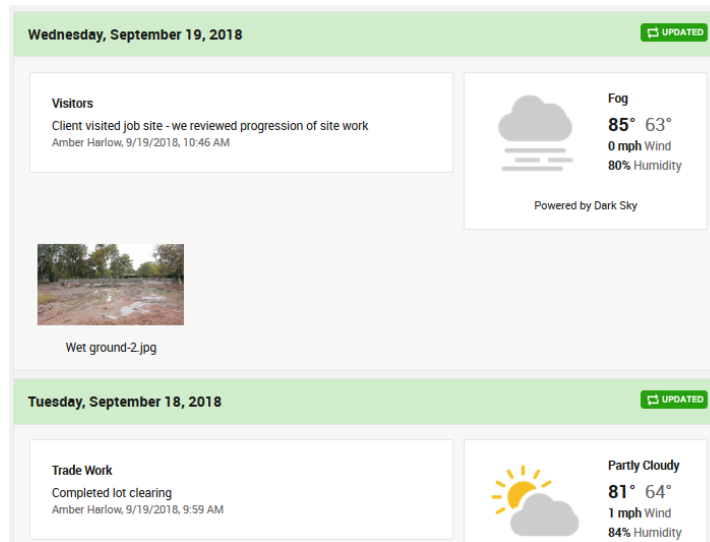 Wednesday, September 19, 2018
UPDATED
Visitors
Client visited job site - we reviewed progression of site work
Amber Harlow, 9/19/2018, 10:46 AM
Fog
85° 63°
0 mph Wind
80% Humidity
Powered by Dark Sky
Wet ground-2.jpg
Tuesday, September 18, 2018
UPDATED
Trade Work
Completed lot clearing
Amber Harlow, 9/19/2018, 9:59 AM
Partly Cloudy
81° 64°
1 mph Wind
84% Humidity